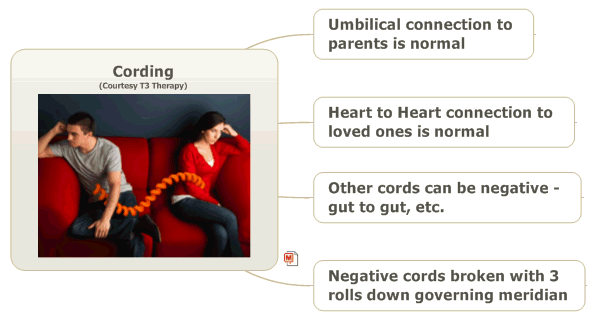 Cording
(Courtesy T3 Therapy)
Umbilical connection to
parents is normal
Heart to Heart connection to
loved ones is normal
Other cords can be negative -
gut to gut, etc.
Negative cords broken with 3
rolls down governing meridian
M